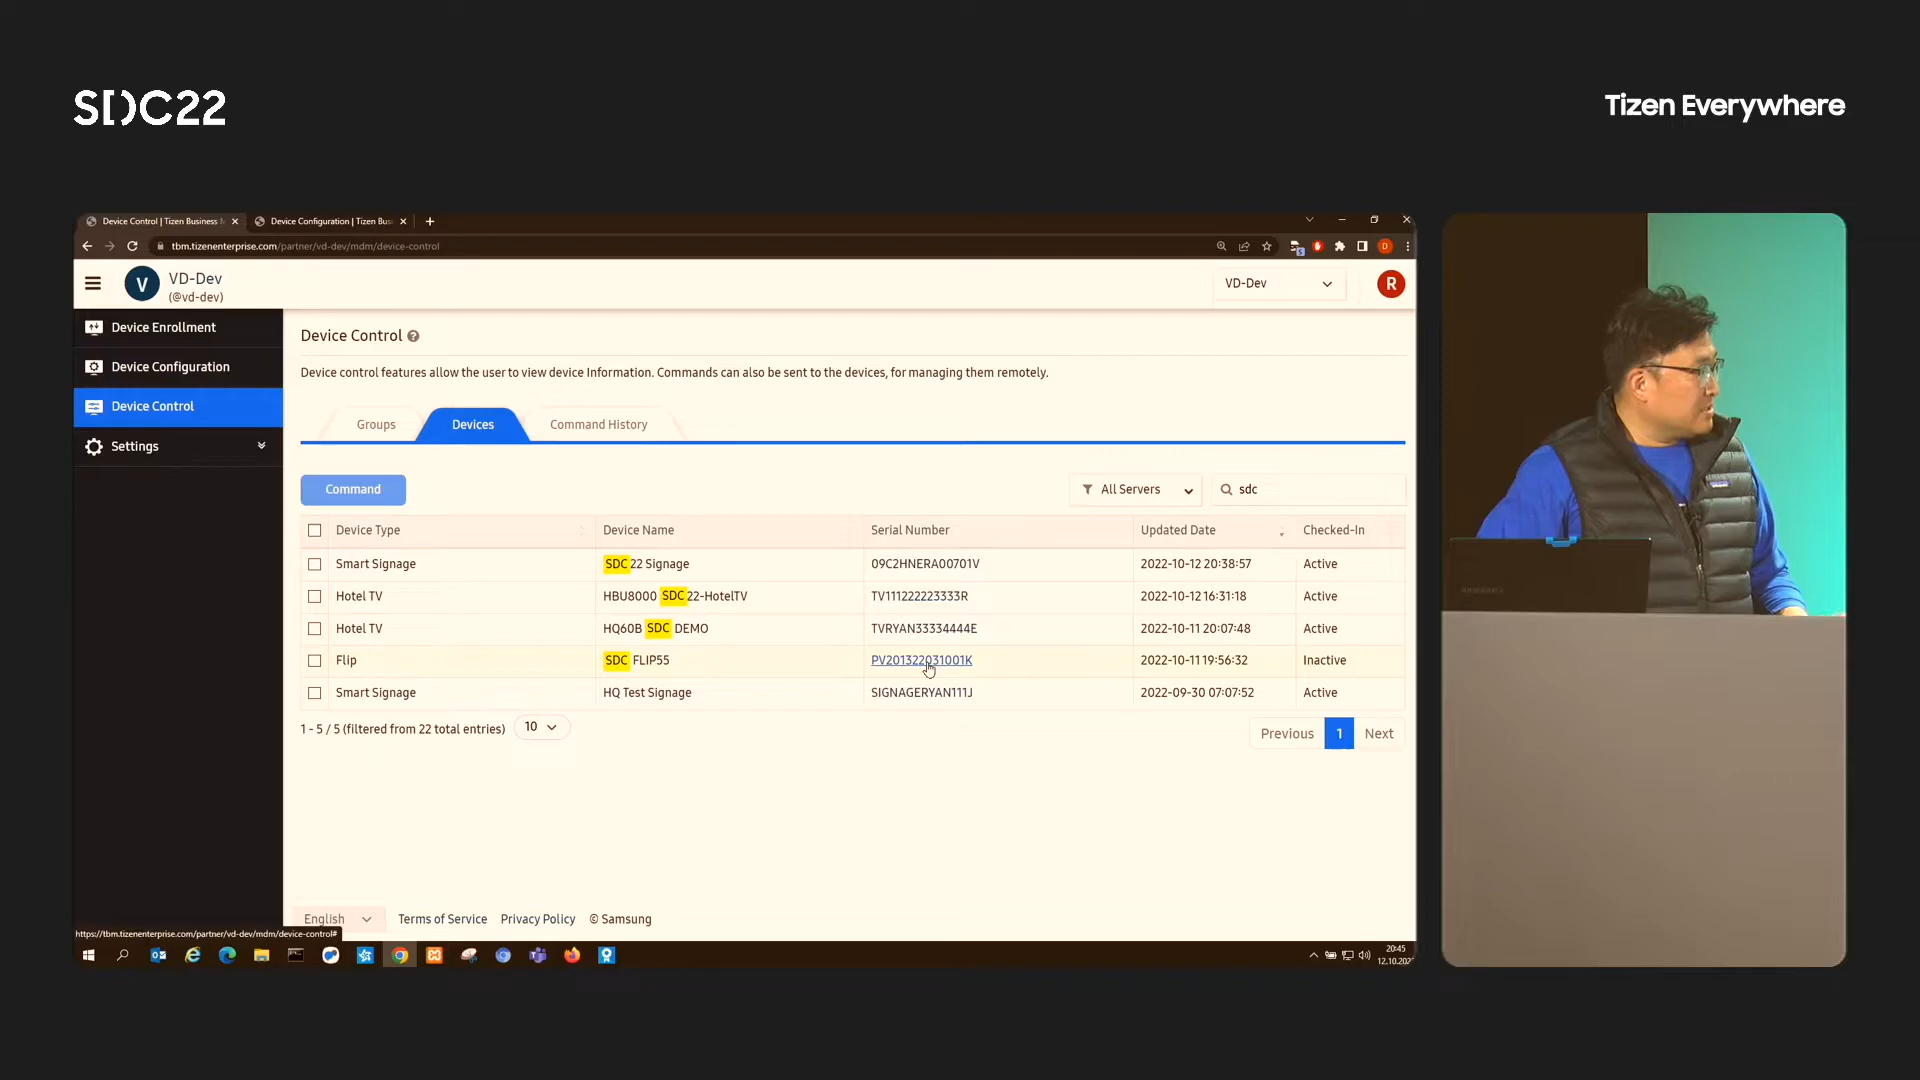 SDC22
Tizen Everywhere
Device Control | Tizen Business
Device Configuration | Tizen Bus
tbm.tizenenterprise.com/partner/vd-dev/mdm/device-control
D
V
VD-Dev
(@vd-dev)
VD-Dev
R
Device Enrollment
Device Configuration
Device Control
Settings
Device Control
Device control features allow the user to view device Information. Commands can also be sent to the devices, for managing them remotely.
Groups
Devices
Command History
Command
All Servers
sdc
Device Type Device Name Serial Number Updated Date Checked-In
Smart Signage SDC22 Signage 09C2HNERA00701V 2022-10-12 20:38:57 Active
Hotel TV HBU8000 SDC22-HotelTV TV111222223333R 2022-10-12 16:31:18 Active
Hotel TV HQ60B SDC DEMO TVRYAN33334444E 2022-10-11 20:07:48 Active
Flip SDC FLIP55 PV201322031001K 2022-10-11 19:56:32 Inactive
Smart Signage HQ Test Signage SIGNAGERYAN111J 2022-09-30 07:07:52 Active
1 - 5 / 5 (filtered from 22 total entries) 10
Previous 1 Next
English
Terms of Service
Privacy Policy
© Samsung
https://tbm.tizenenterprise.com/partner/vd-dev/mdm/device-control#
20:45
12.10.202
SAMSUNG